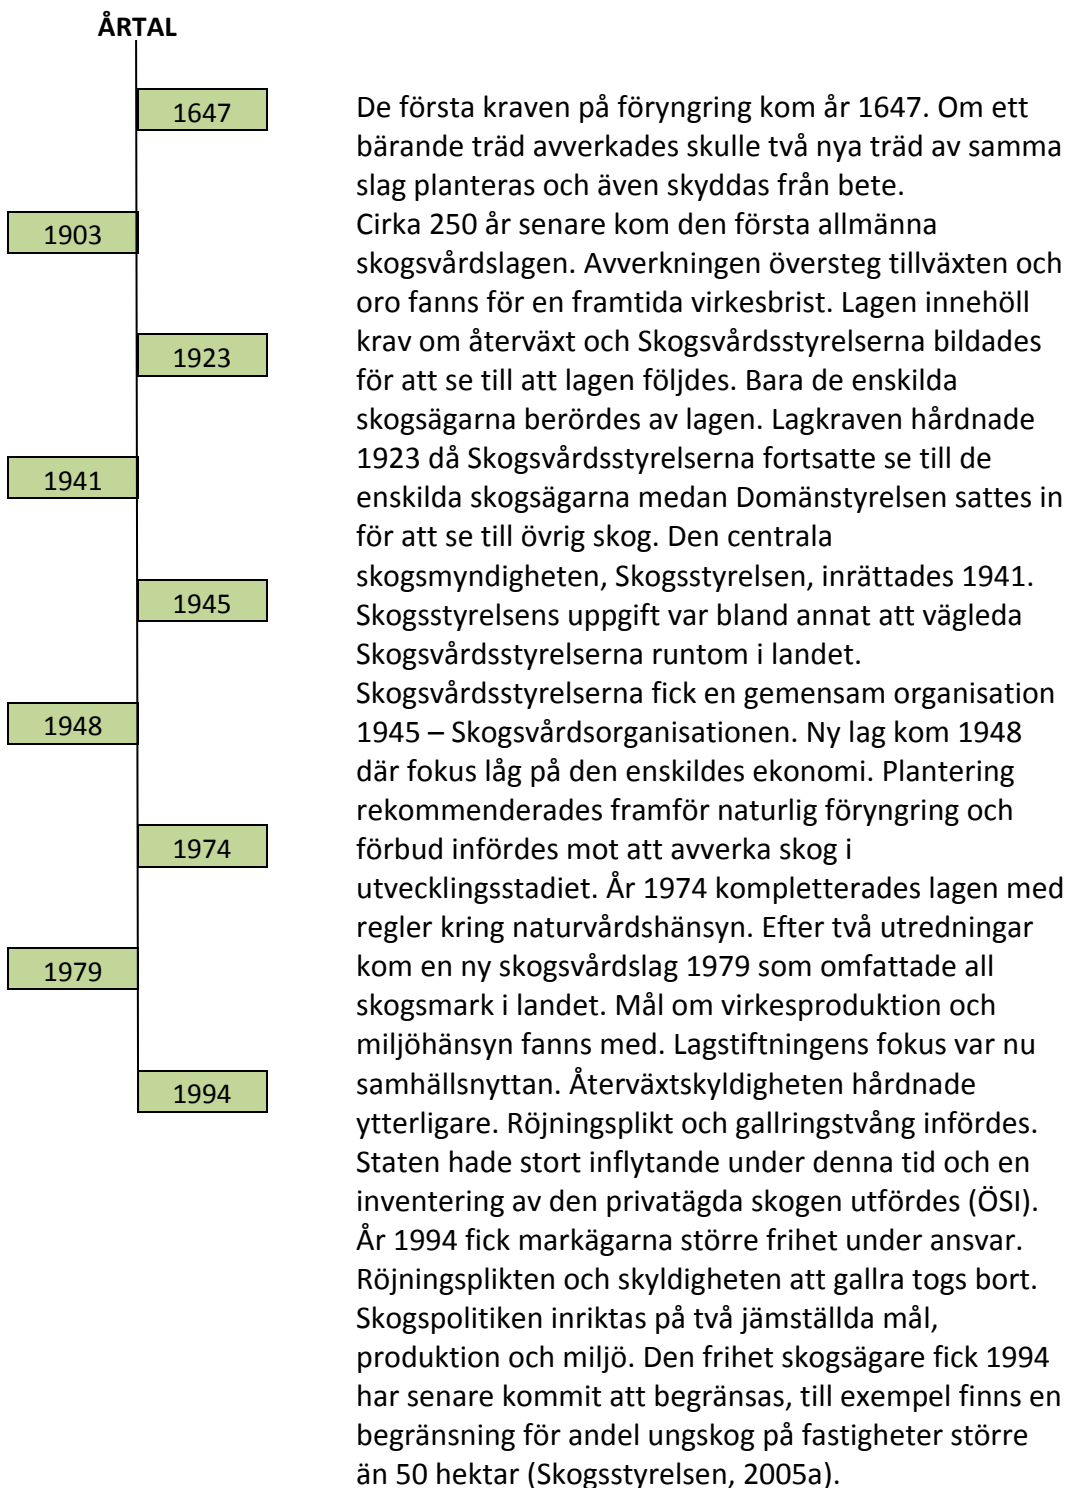 ÅRTAL
1647
1903
1923
1941
1945
1948
1974
1979
1994
De första kraven på föryngring kom år 1647. Om ett
bärande träd avverkades skulle två nya träd av samma
slag planteras och även skyddas från bete.
Cirka 250 år senare kom den första allmänna
skogsvårdslagen. Avverkningen översteg tillväxten och
oro fanns för en framtida virkesbrist. Lagen innehöll
krav om återväxt och Skogsvårdsstyrelserna bildades
för att se till att lagen följdes. Bara de enskilda
skogsägarna berördes av lagen. Lagkraven hårdnade
1923 då Skogsvårdsstyrelserna fortsatte se till de
enskilda skogsägarna medan Domänstyrelsen sattes in
för att se till övrig skog. Den centrala
skogsmyndigheten, Skogsstyrelsen, inrättades 1941.
Skogsstyrelsens uppgift var bland annat att vägleda
Skogsvårdsstyrelserna runtom i landet.
Skogsvårdsstyrelserna fick en gemensam organisation
1945 – Skogsvårdsorganisationen. Ny lag kom 1948
där fokus låg på den enskildes ekonomi. Plantering
rekommenderades framför naturlig föryngring och
förbud infördes mot att avverka skog i
utvecklingsstadiet. År 1974 kompletterades lagen med
regler kring naturvårdshänsyn. Efter två utredningar
kom en ny skogsvårdslag 1979 som omfattade all
skogsmark i landet. Mål om virkesproduktion och
miljöhänsyn fanns med. Lagstiftningens fokus var nu
samhällsnyttan. Återväxtskyldigheten hårdnade
ytterligare. Röjningsplikt och gallringstvång infördes.
Staten hade stort inflytande under denna tid och en
inventering av den privatägda skogen utfördes (ÖSI).
År 1994 fick markägarna större frihet under ansvar.
Röjningsplikten och skyldigheten att gallra togs bort.
Skogspolitiken inriktas på två jämställda mål,
produktion och miljö. Den frihet skogsägare fick 1994
har senare kommit att begränsas, till exempel finns en
begränsning för andel ungskog på fastigheter större
än 50 hektar (Skogsstyrelsen, 2005a).